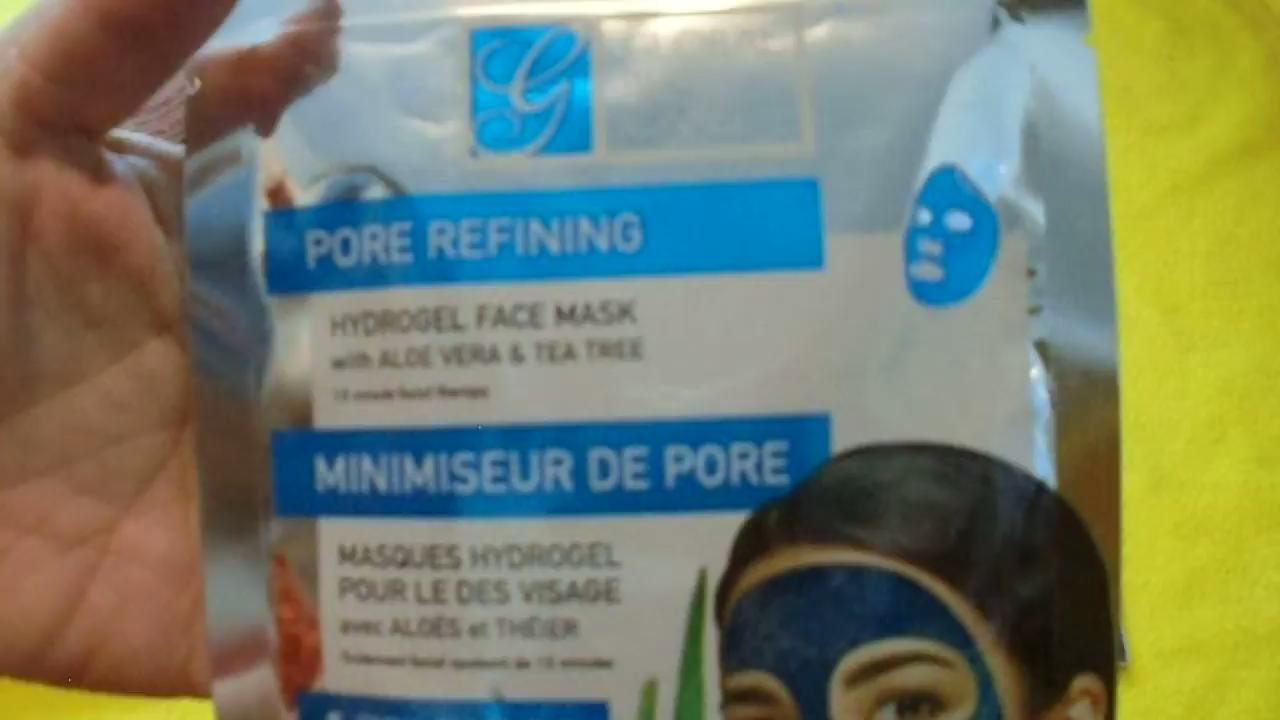 G
PORE REFINING
HYDROGEL FACE MASK
with ALOE VERA & TEA TREE
MINIMISEUR DE PORE
MASQUES HYDROGEL
POUR LE DES VISAGE
avec ALOÈS et THÉIER